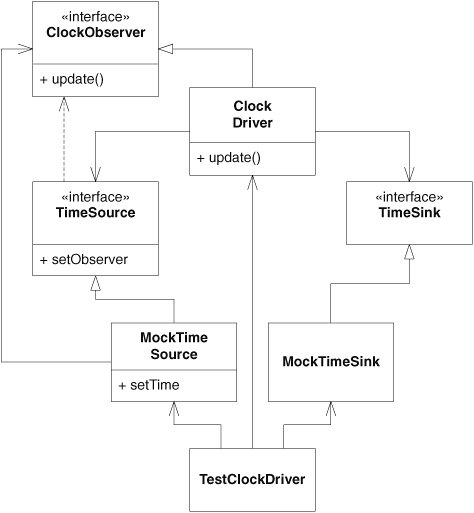 «interface»
ClockObserver
+ update()
Clock
Driver
+ update()
«interface»
TimeSource
+ setObserver
«interface»
TimeSink
MockTime
Source
+ setTime
MockTimeSink
TestClockDriver